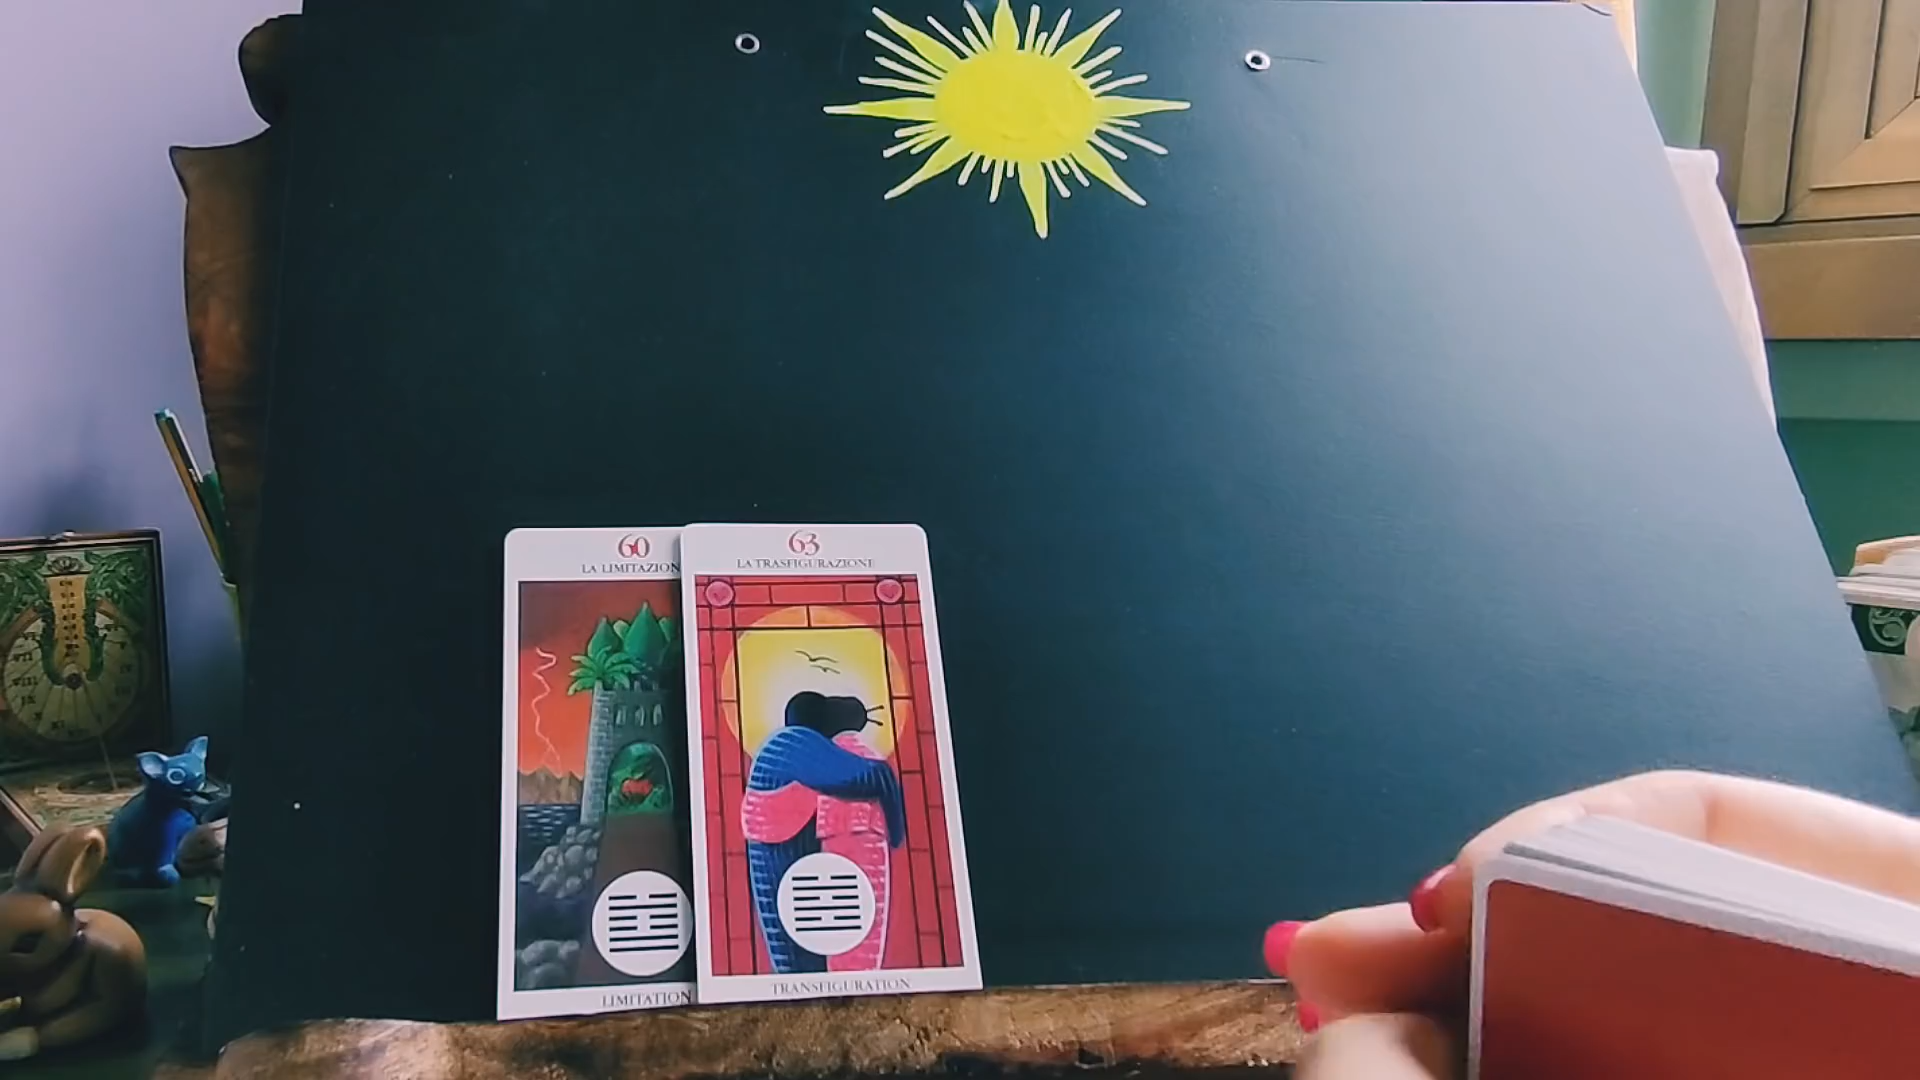 60
LA LIMITAZION
LIMITATION
63
LA TRASFIGURAZIONE
TRANSFIGURATION